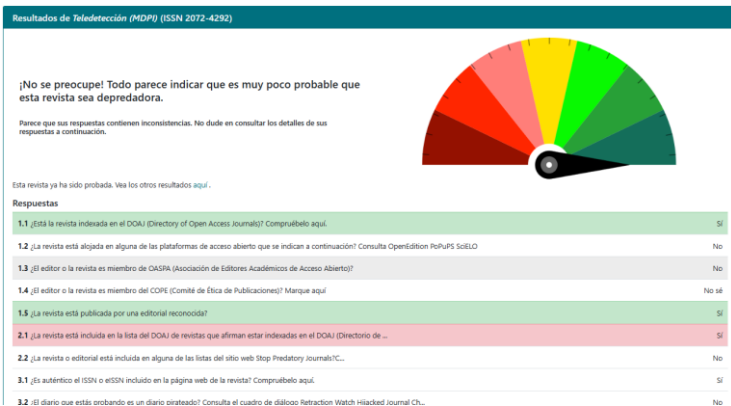 Resultados de Teledetección (MDPI) (ISSN 2072-4292)
¡No se preocupe! Todo parece indicar que es muy poco probable que
esta revista sea depredadora.
Parece que sus respuestas contienen inconsistencias. No dude en consultar los detalles de sus
respuestas a continuación.
Esta revista ya ha sido probada. Vea los otros resultados aquí .
Respuestas
1.1 ¿Está la revista indexada en el DOAJ (Directory of Open Access Journals)? Compruébelo aquí. Sí
1.2 ¿La revista está alojada en alguna de las plataformas de acceso abierto que se indican a continuación? Consulta OpenEdition PoPuPS SciELO No
1.3 ¿El editor o la revista es miembro de OASPA (Asociación de Editores Académicos de Acceso Abierto)? No
1.4 ¿El editor o la revista es miembro del COPE (Comité de Ética de Publicaciones)? Marque aquí No sé
1.5 ¿La revista está publicada por una editorial reconocida? Sí
2.1 ¿La revista está incluida en la lista del DOAJ de revistas que afirman estar indexadas en el DOAJ (Directorio de ... Sí
2.2 ¿La revista o editorial está incluida en alguna de las listas del sitio web Stop Predatory Journals?C... No
3.1 ¿Es auténtico el ISSN o eISSN incluido en la página web de la revista? Compruébelo aquí. Sí
3.2 ¿El diario que estás probando es un diario pirateado? Consulta el cuadro de diálogo Retraction Watch Hijacked Journal Ch... No